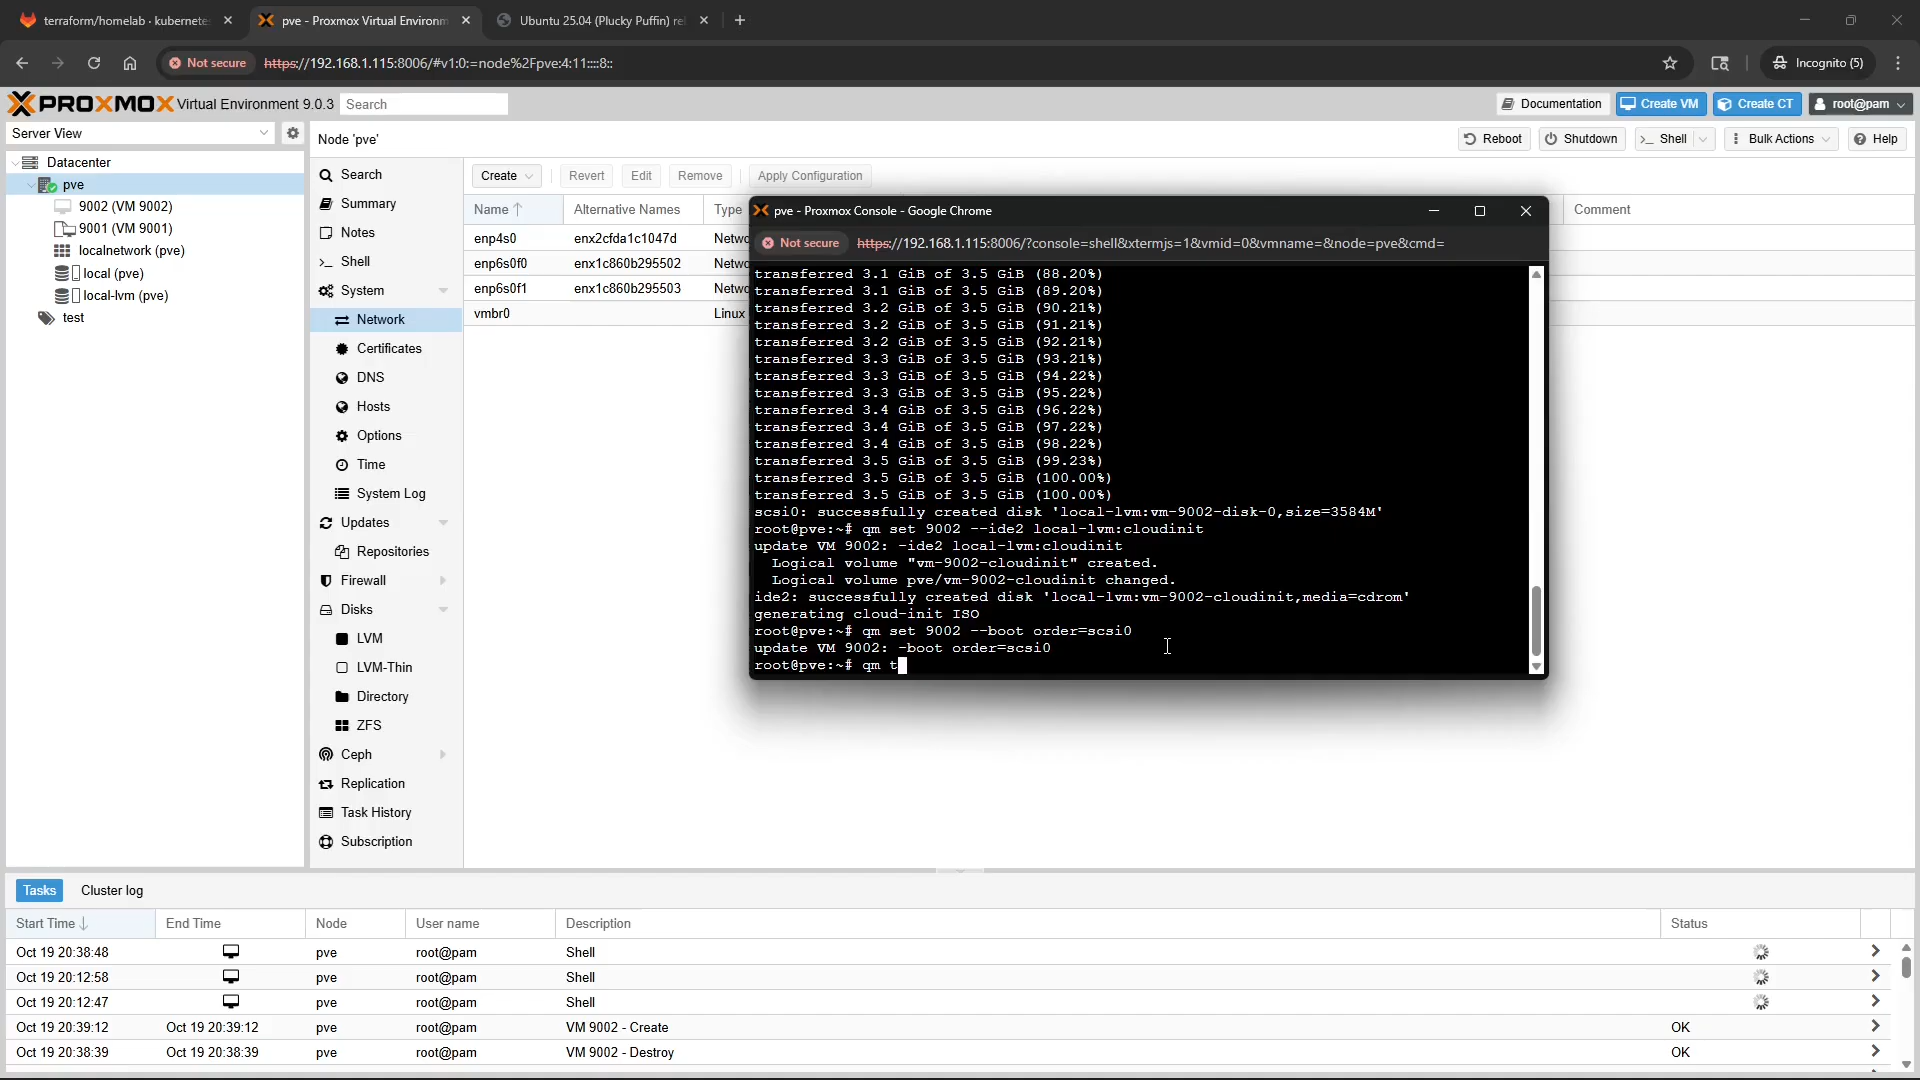 terraform/homelab · kubernete
pve - Proxmox Virtual Environm
Ubuntu 25.04 (Plucky Puffin) rel
Not secure
https://192.168.1.115:8006/#v1:0:=node%2Fpve:4:11::::8::
Incognito (5)
PROXMOX Virtual Environment 9.0.3
Search
Documentation
Create VM
Create CT
root@pam
Server View
Node 'pve'
Reboot
Shutdown
>_ Shell
Bulk Actions
Help
Datacenter
pve
9002 (VM 9002)
9001 (VM 9001)
localnetwork (pve)
local (pve)
local-lvm (pve)
test
Search
Summary
Notes
>_ Shell
System
Network
Certificates
DNS
Hosts
Options
Time
System Log
Updates
Repositories
Firewall
Disks
LVM
LVM-Thin
Directory
ZFS
Ceph
Replication
Task History
Subscription
Create
Revert
Edit
Remove
Apply Configuration
Name
Alternative Names
Type
Comment
enp4s0 enx2cfda1c1047d Netwo
enp6s0f0 enx1c860b295502 Netwo
enp6s0f1 enx1c860b295503 Netwo
vmbr0 Linux
pve - Proxmox Console - Google Chrome
Not secure
https://192.168.1.115:8006/?console=shell&xtermjs=1&vmid=0&vmname=&node=pve&cmd=
transferred 3.1 GiB of 3.5 GiB (88.20%)
transferred 3.1 GiB of 3.5 GiB (89.20%)
transferred 3.2 GiB of 3.5 GiB (90.21%)
transferred 3.2 GiB of 3.5 GiB (91.21%)
transferred 3.2 GiB of 3.5 GiB (92.21%)
transferred 3.3 GiB of 3.5 GiB (93.21%)
transferred 3.3 GiB of 3.5 GiB (94.22%)
transferred 3.3 GiB of 3.5 GiB (95.22%)
transferred 3.4 GiB of 3.5 GiB (96.22%)
transferred 3.4 GiB of 3.5 GiB (97.22%)
transferred 3.4 GiB of 3.5 GiB (98.22%)
transferred 3.5 GiB of 3.5 GiB (99.23%)
transferred 3.5 GiB of 3.5 GiB (100.00%)
transferred 3.5 GiB of 3.5 GiB (100.00%)
scsi0: successfully created disk 'local-lvm:vm-9002-disk-0,size=3584M'
root@pve:~# qm set 9002 --ide2 local-lvm:cloudinit
update VM 9002: -ide2 local-lvm:cloudinit
Logical volume "vm-9002-cloudinit" created.
Logical volume pve/vm-9002-cloudinit changed.
ide2: successfully created disk 'local-lvm:vm-9002-cloudinit,media=cdrom'
generating cloud-init ISO
root@pve:~# qm set 9002 --boot order=scsi0
update VM 9002: -boot order=scsi0
root@pve:~# qm t
Tasks
Cluster log
Start Time End Time Node User name Description Status
Oct 19 20:38:48 pve root@pam Shell
Oct 19 20:12:58 pve root@pam Shell
Oct 19 20:12:47 pve root@pam Shell
Oct 19 20:39:12 Oct 19 20:39:12 pve root@pam VM 9002 - Create OK
Oct 19 20:38:39 Oct 19 20:38:39 pve root@pam VM 9002 - Destroy OK